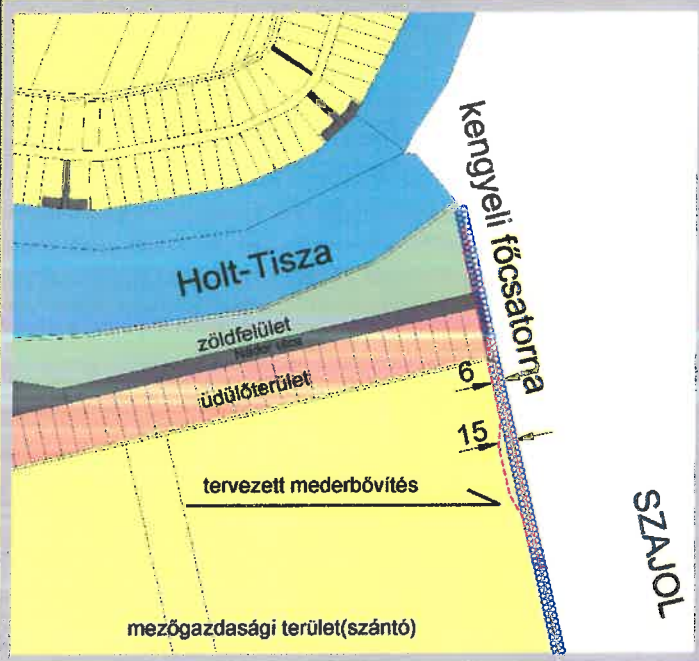 kengyeli főcsatorna
Holt-Tisza
zöldfelület
üdülőterület
6
15
tervezett mederbővítés
SZAJOL
mezőgazdasági terület(szántó)